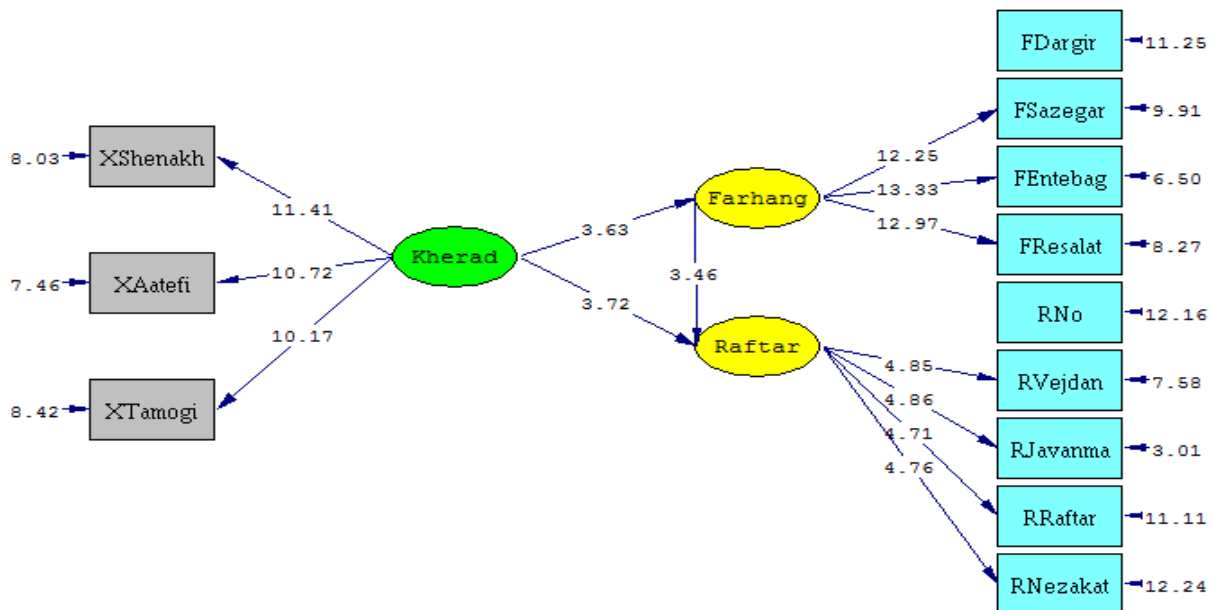 FDargir
11.25
FSazegar
9.91
8.03
XShenakh
12.25
11.41
FEntebag
6.50
13.33
Farhang
3.63
12.97
FResalat
8.27
Kherad
7.46
XAatefi
10.72
3.46
3.72
RNo
12.16
10.17
Raftar
4.85
RVejdan
7.58
8.42
XTamogi
4.86
4.71
RJavanma
3.01
4.76
RRaftar
11.11
RNezakat
12.24